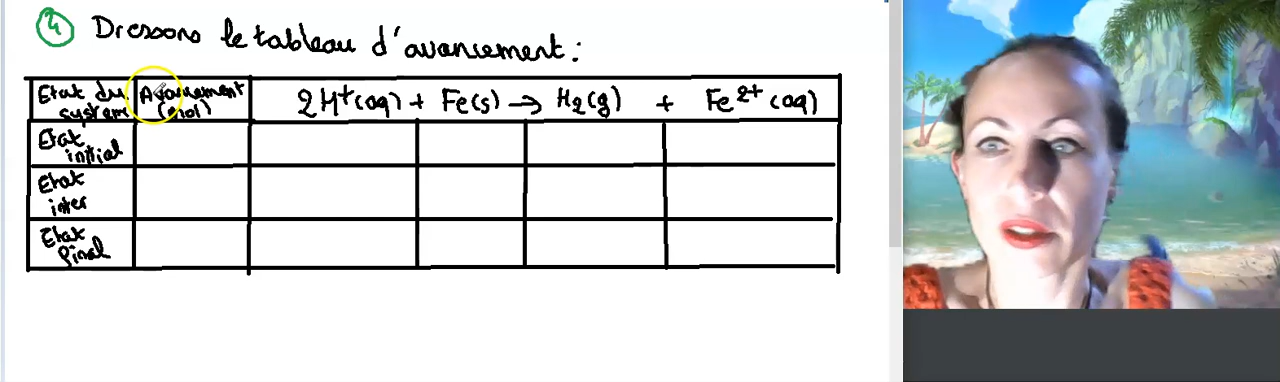 2) Dressons le tableau d'avancement :
Etat du système
Avancement (mol)
2H⁺(aq) + Fe(s) → H₂(g) + Fe²⁺(aq)
Etat initial
Etat inter
Etat final